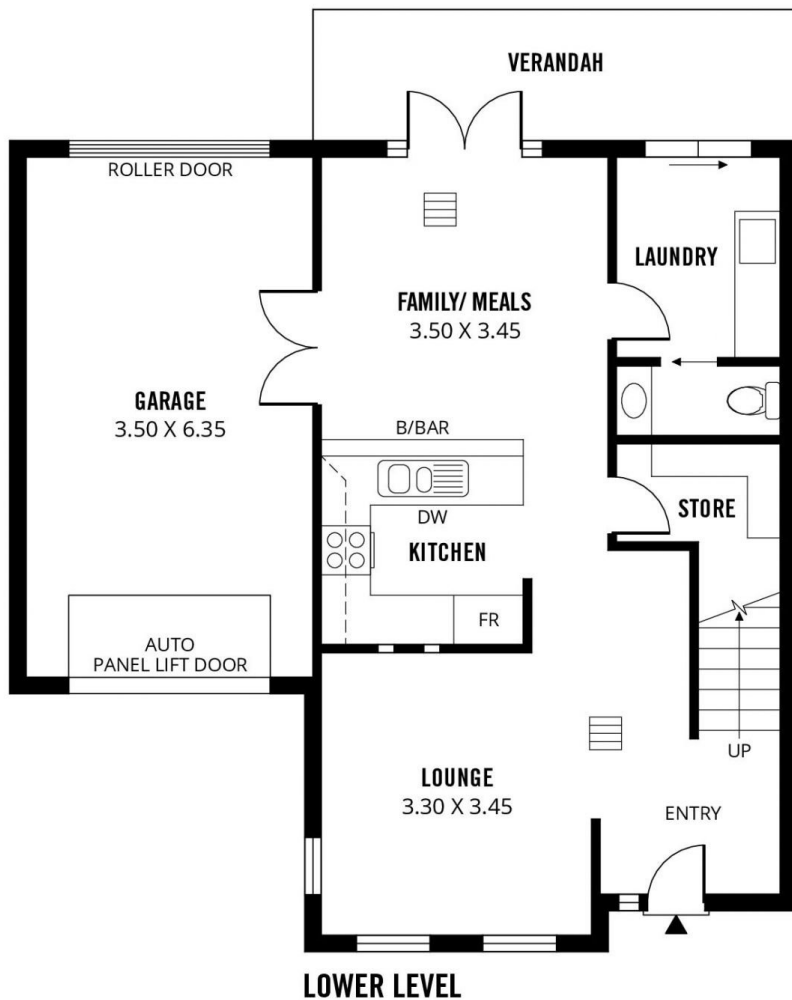 VERANDAH
ROLLER DOOR
LAUNDRY
FAMILY/ MEALS
3.50 X 3.45
GARAGE
3.50 X 6.35
B/BAR
STORE
DW
KITCHEN
FR
AUTO
PANEL LIFT DOOR
UP
LOUNGE
3.30 X 3.45
ENTRY
LOWER LEVEL